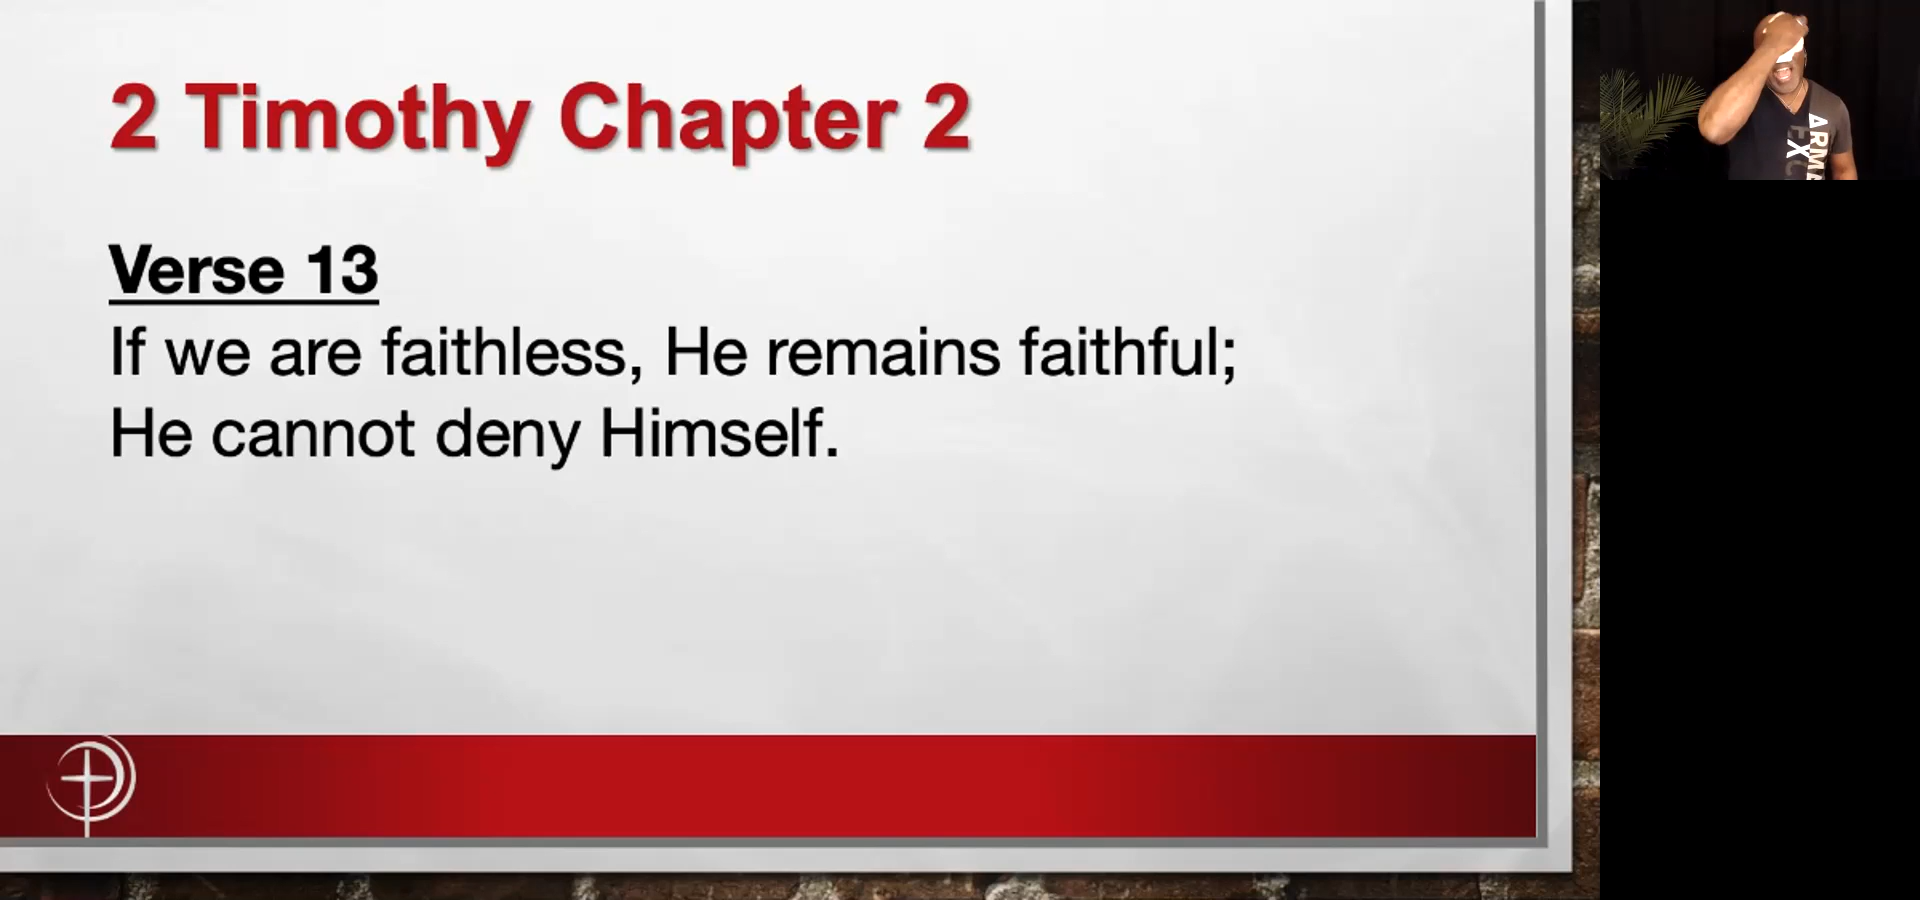 2 Timothy Chapter 2
Verse 13
If we are faithless, He remains faithful;
He cannot deny Himself.